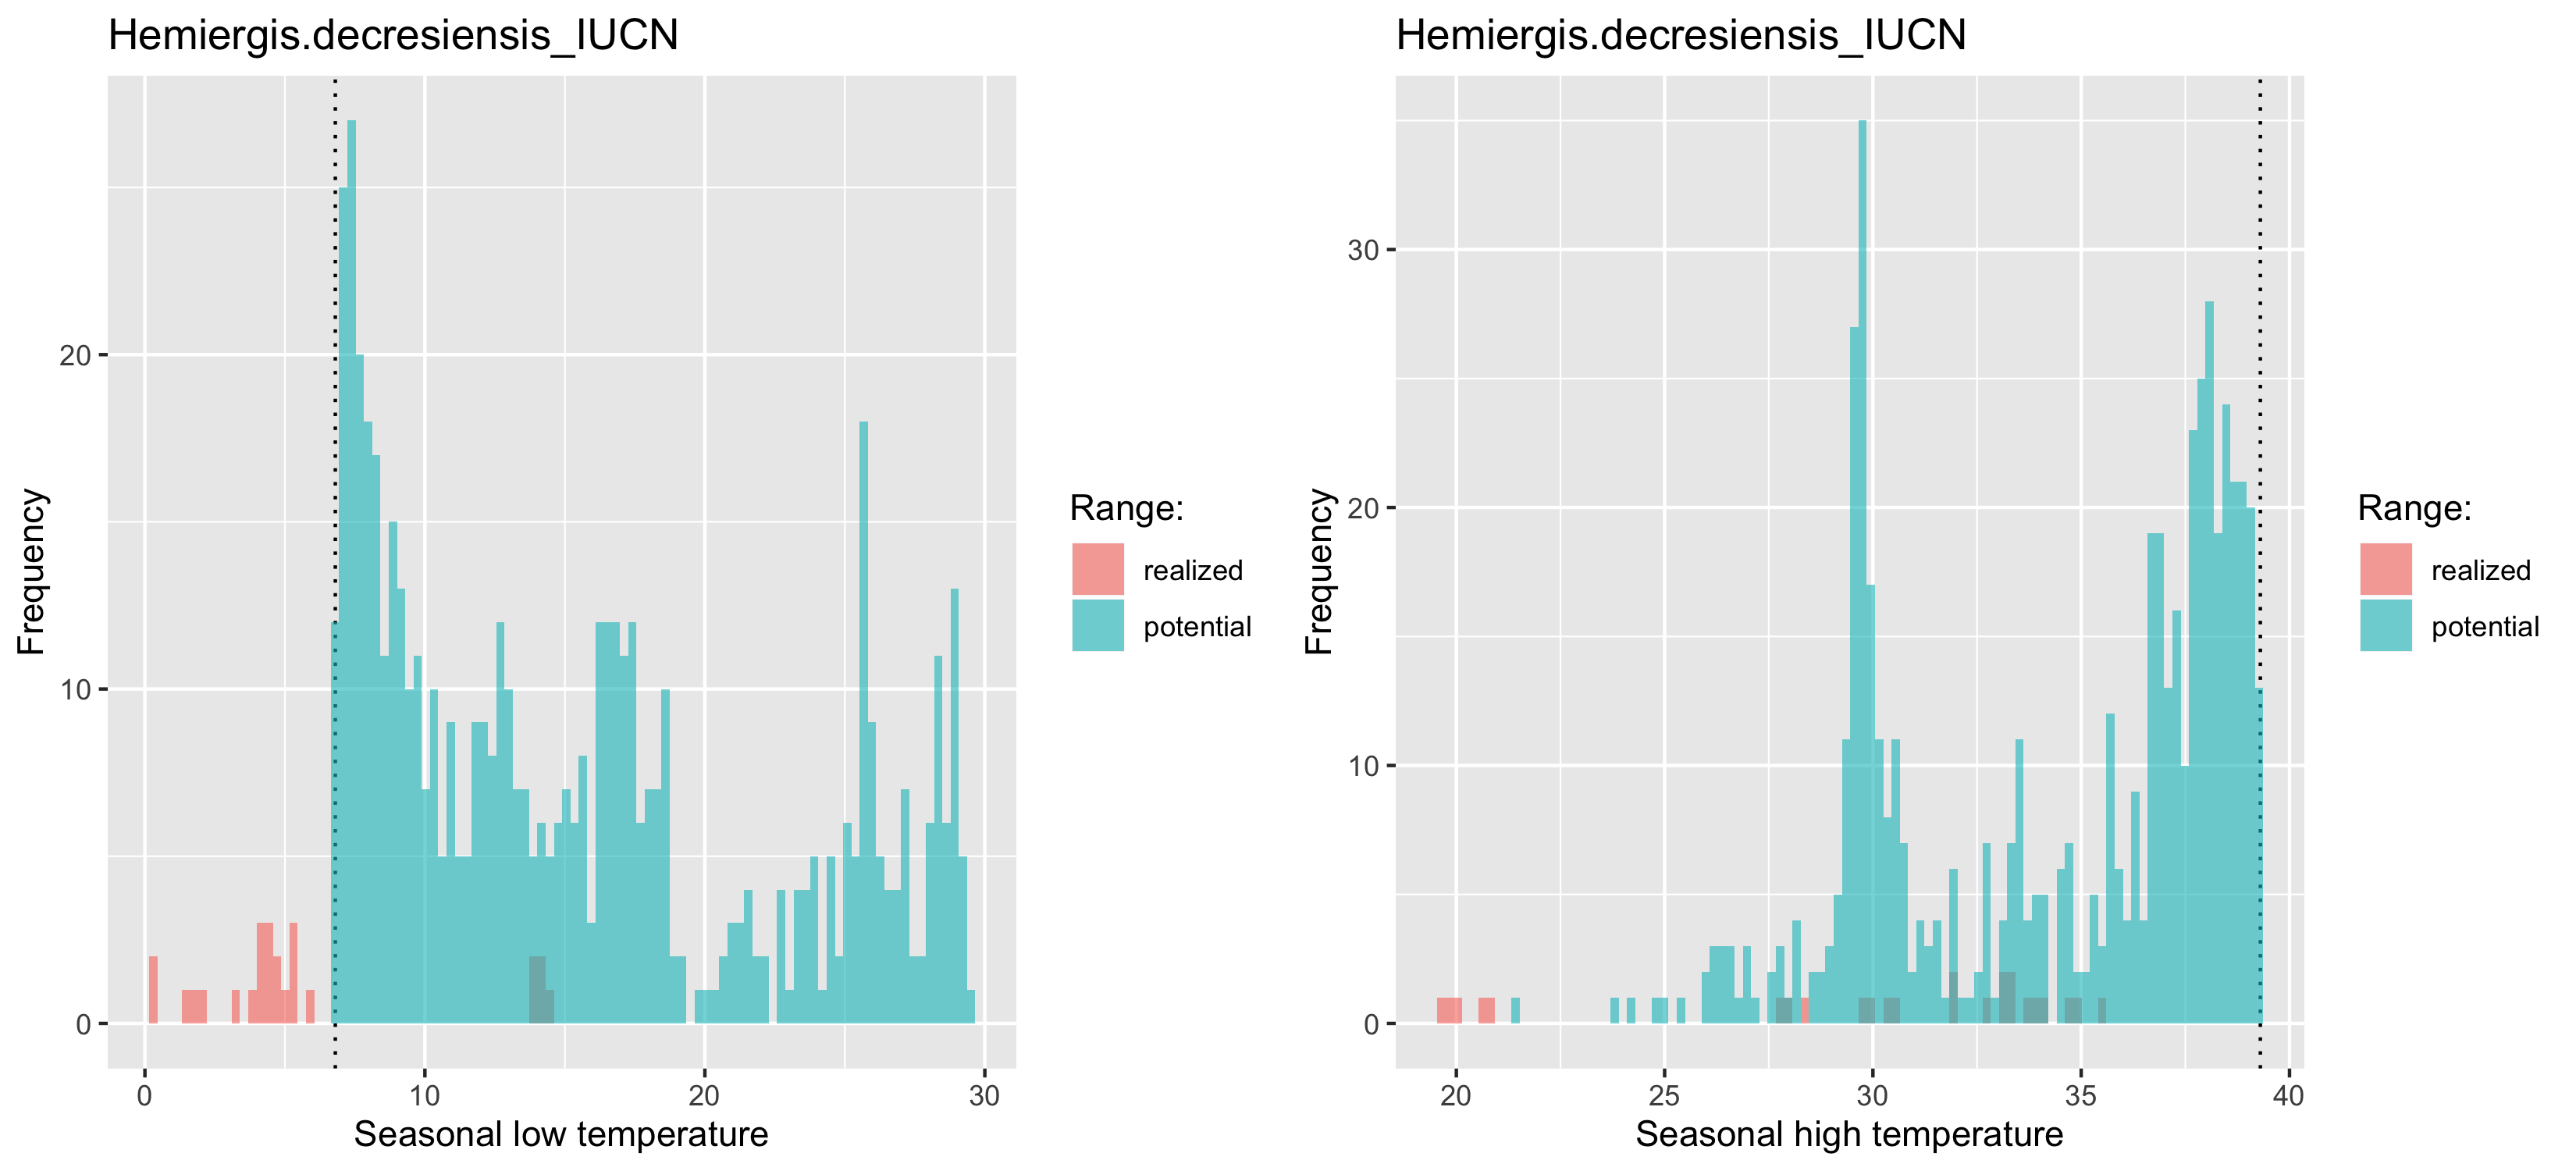 Hemiergis.decresiensis_IUCN
Frequency
20
10
0
0 10 20 30
Seasonal low temperature
Range:
realized
potential
Hemiergis.decresiensis_IUCN
Frequency
30
20
10
0
20 25 30 35 40
Seasonal high temperature
Range:
realized
potential